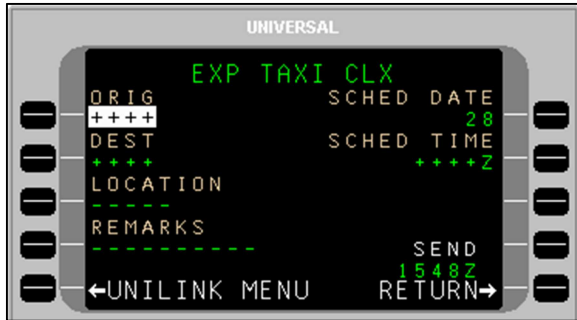 UNIVERSAL
EXP TAXI CLX
ORIG SCHED DATE
++++ 28
DEST SCHED TIME
++++ ++++Z
LOCATION
-----
REMARKS
----------
SEND
1548Z
←UNILINK MENU RETURN→